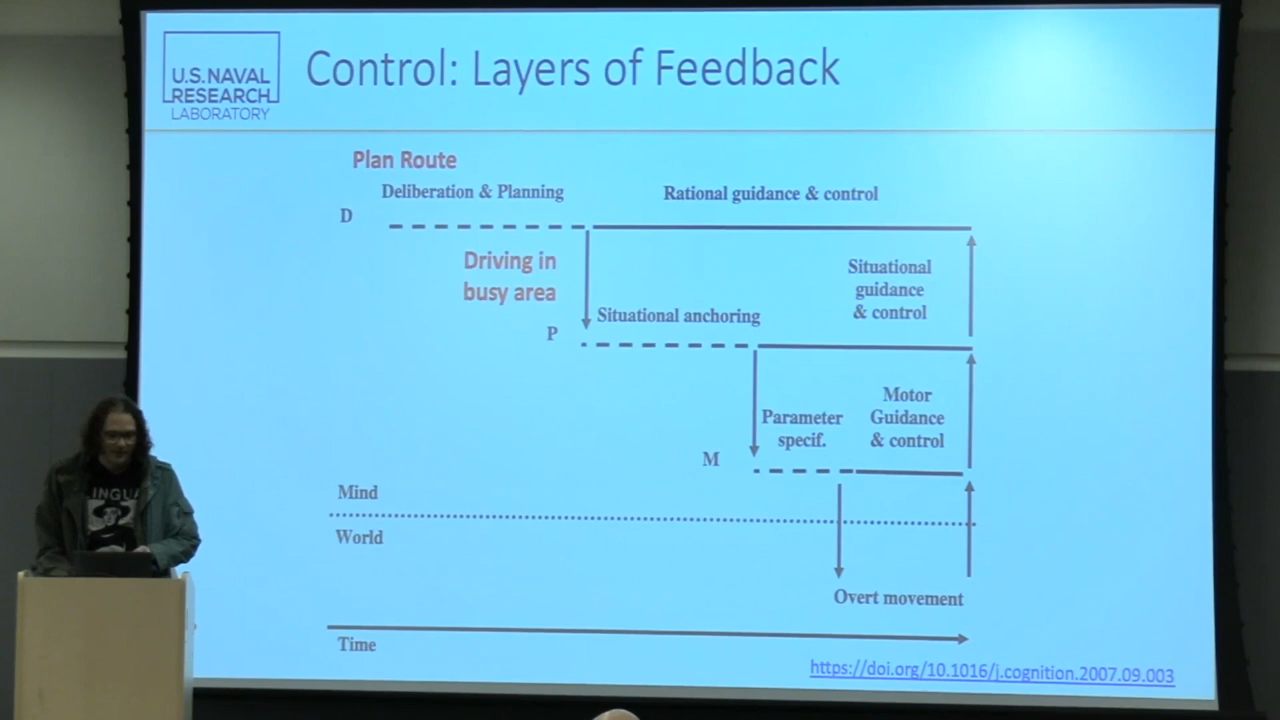 U.S. NAVAL
RESEARCH
LABORATORY
Control: Layers of Feedback
Plan Route
Deliberation & Planning
Rational guidance & control
D
Driving in
busy area
Situational
guidance
& control
Situational anchoring
P
Motor
Guidance
& control
Parameter
specif.
M
Mind
World
Overt movement
Time
https://doi.org/10.1016/j.cognition.2007.09.003
INGUA